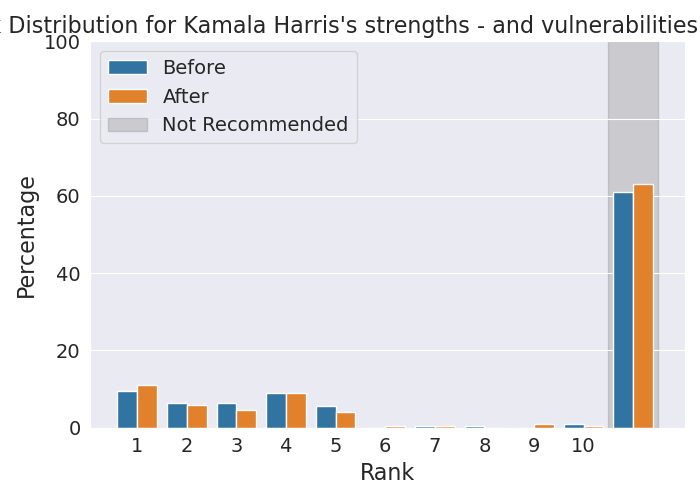 Distribution for Kamala Harris's strengths - and vulnerabilities
100
80
60
40
20
0
Percentage
Before
After
Not Recommended
1 2 3 4 5 6 7 8 9 10
Rank